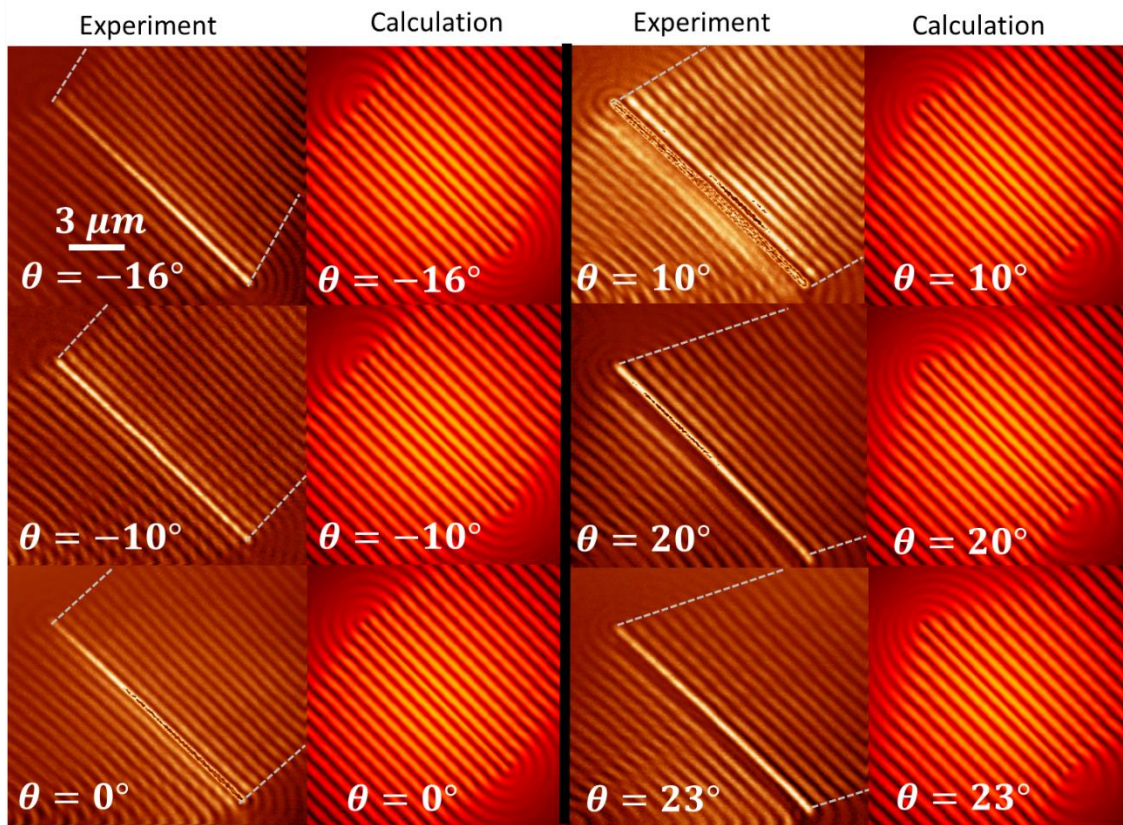 Experiment
Calculation
Experiment
Calculation
3 μm
θ = −16°
θ = −16°
θ = 10°
θ = 10°
θ = −10°
θ = −10°
θ = 20°
θ = 20°
θ = 0°
θ = 0°
θ = 23°
θ = 23°